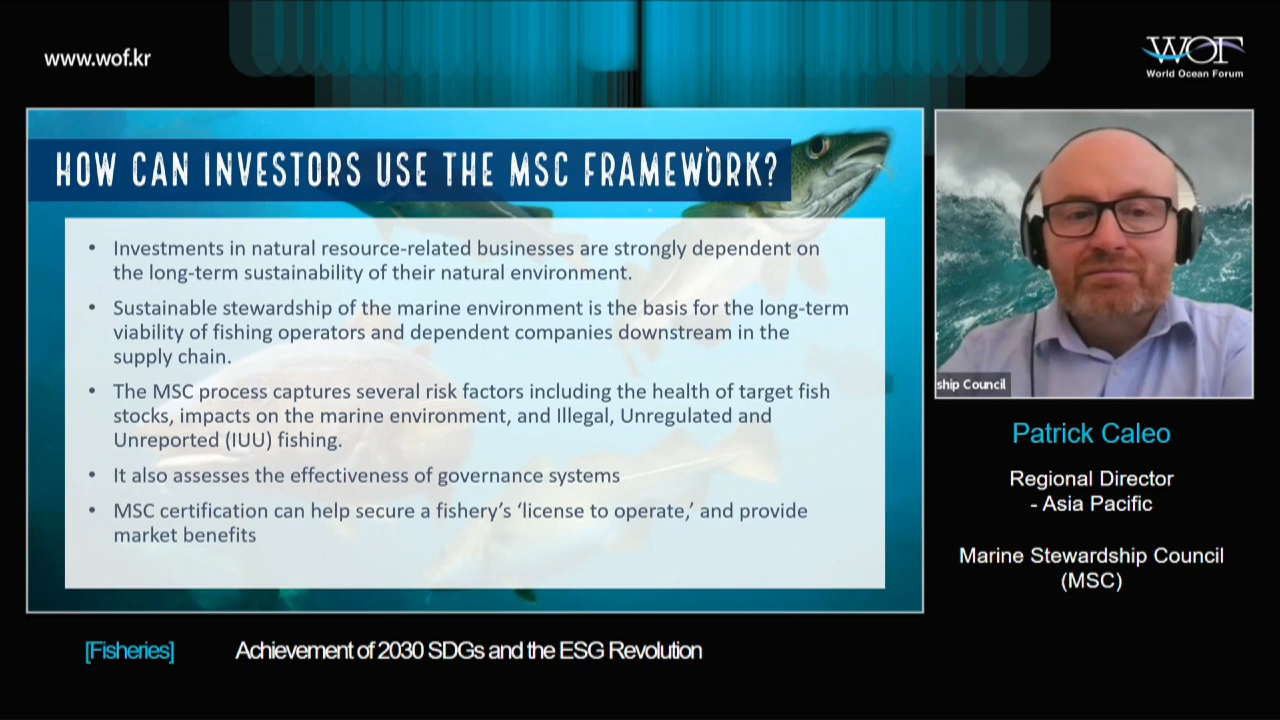 www.wof.kr
WOF
World Ocean Forum
HOW CAN INVESTORS USE THE MSC FRAMEWORK?
• Investments in natural resource-related businesses are strongly dependent on
the long-term sustainability of their natural environment.
• Sustainable stewardship of the marine environment is the basis for the long-term
viability of fishing operators and dependent companies downstream in the
supply chain.
• The MSC process captures several risk factors including the health of target fish
stocks, impacts on the marine environment, and Illegal, Unregulated and
Unreported (IUU) fishing.
• It also assesses the effectiveness of governance systems
• MSC certification can help secure a fishery's 'license to operate,' and provide
market benefits
ship Council
Patrick Caleo
Regional Director
- Asia Pacific
Marine Stewardship Council
(MSC)
[Fisheries] Achievement of 2030 SDGs and the ESG Revolution